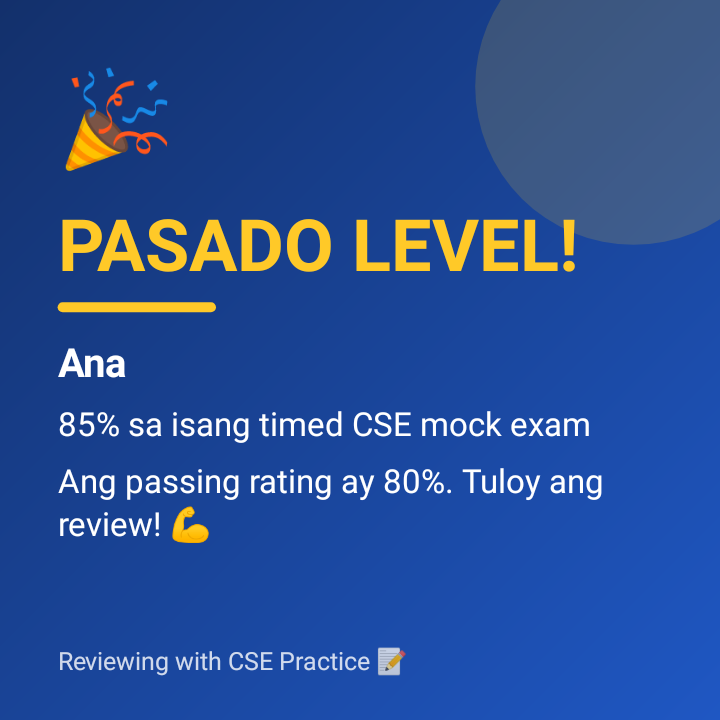 PASADO LEVEL!
Ana
85% sa isang timed CSE mock exam
Ang passing rating ay 80%. Tuloy ang
review! 💪
Reviewing with CSE Practice 📝